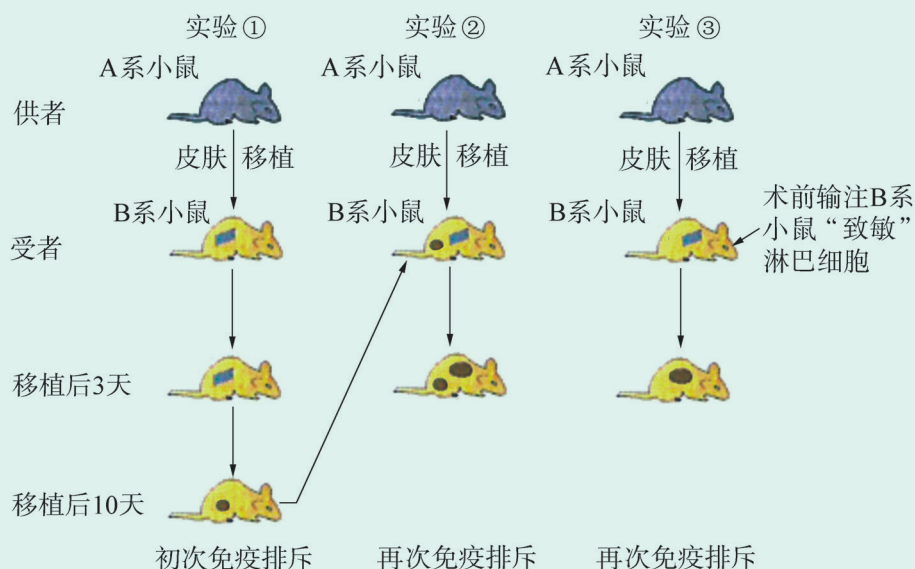 实验① 实验② 实验③
A系小鼠 A系小鼠 A系小鼠
供者
皮肤 移植 皮肤 移植 皮肤 移植
B系小鼠 B系小鼠 B系小鼠
受者
术前输注B系
小鼠“致敏”
淋巴细胞
移植后3天
移植后10天
初次免疫排斥 再次免疫排斥 再次免疫排斥